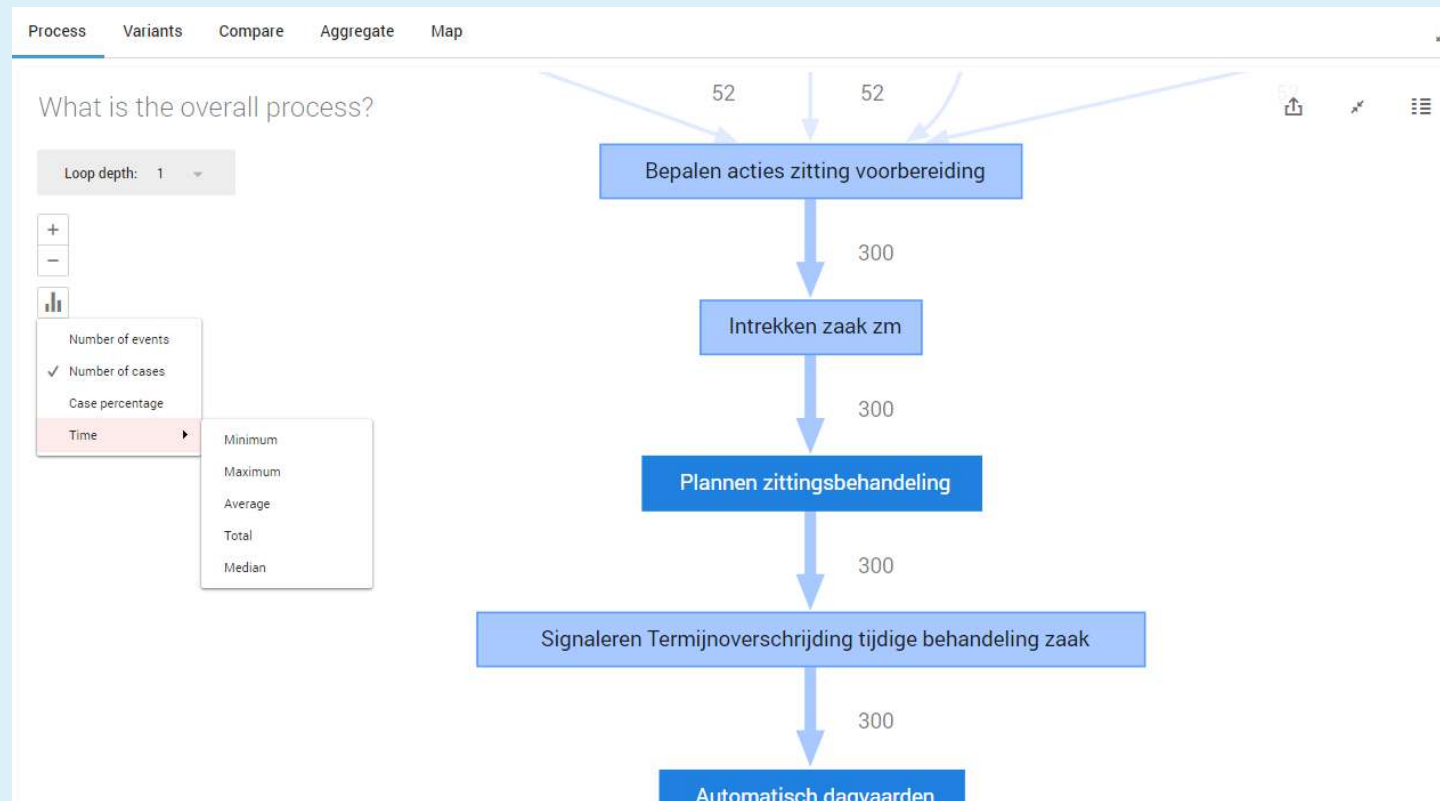 Process Variants Compare Aggregate Map
What is the overall process?
52 52 52
Loop depth: 1
Bepalen acties zitting voorbereiding
300
+
−
Intrekken zaak zm
Number of events
Number of cases
Case percentage
Time
Minimum
Maximum
Average
Total
Median
300
Plannen zittingsbehandeling
300
Signaleren Termijnoverschrijding tijdige behandeling zaak
300
Automatisch dagvaarden